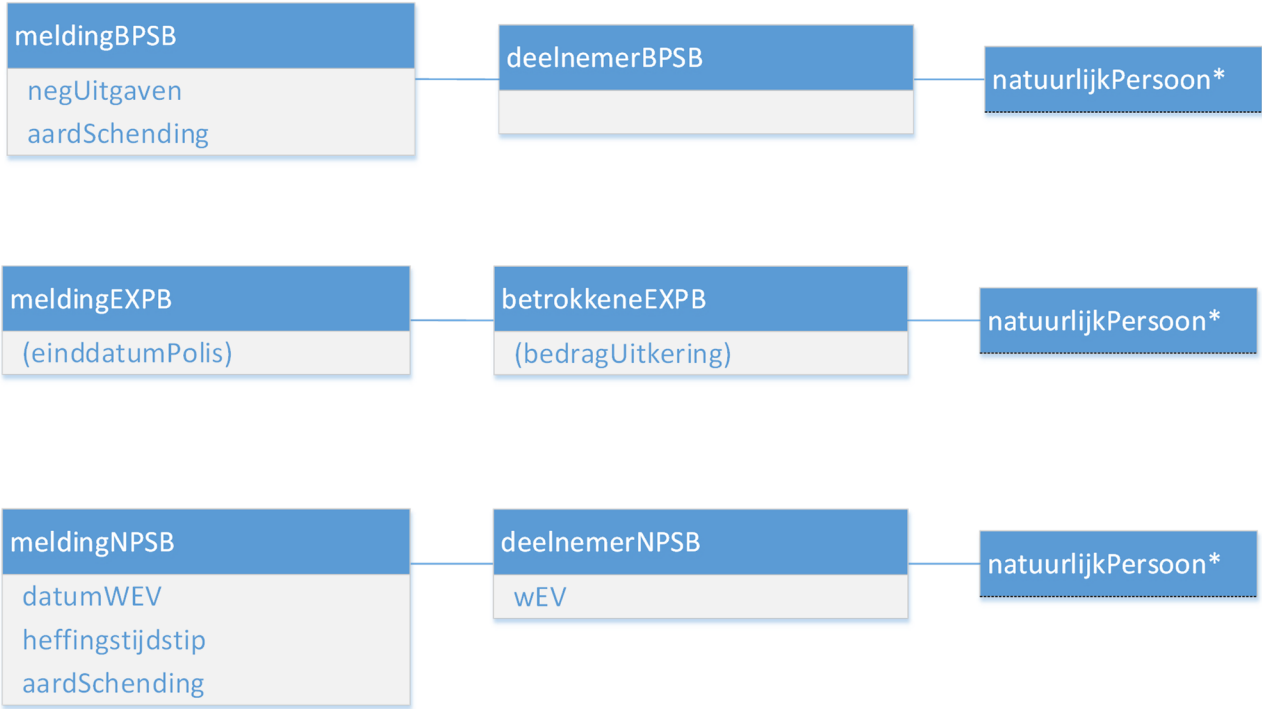 meldingBPSB
negUitgaven
aardSchending
deelnemerBPSB
natuurlijkPersoon*
meldingEXPB
(einddatumPolis)
betrokkeneEXPB
(bedragUitkering)
natuurlijkPersoon*
meldingNPSB
datumWEV
heffingstijdstip
aardSchending
deelnemerNPSB
wEV
natuurlijkPersoon*